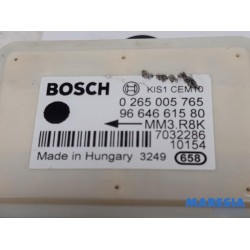 BOSCH KIS1 CEM10
0 265 005 765
96 646 615 80
MM3.R8K
7032286
10154
Made in Hungary 3249 658
MARESIA